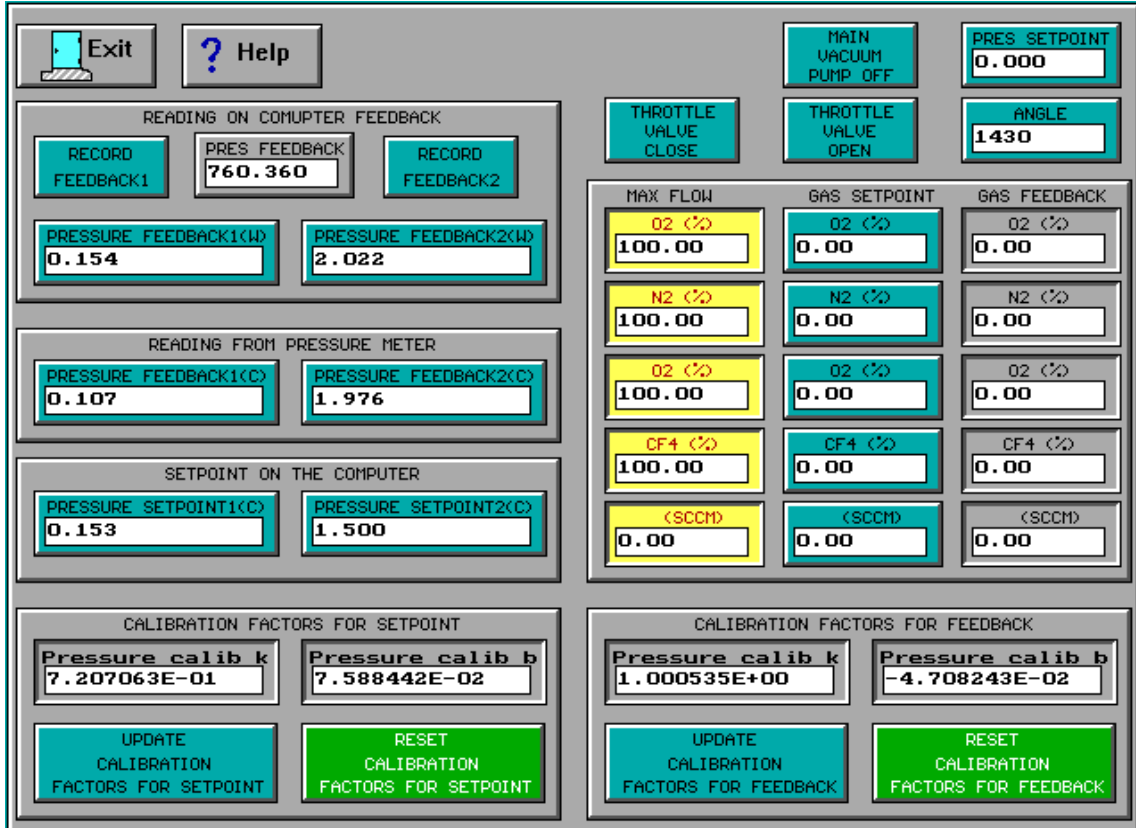 Exit
? Help
MAIN
VACUUM
PUMP OFF
PRES SETPOINT
0.000
THROTTLE
VALVE
CLOSE
THROTTLE
VALVE
OPEN
ANGLE
1430
READING ON COMUPTER FEEDBACK
RECORD
FEEDBACK1
PRES FEEDBACK
760.360
RECORD
FEEDBACK2
PRESSURE FEEDBACK1(W)
0.154
PRESSURE FEEDBACK2(W)
2.022
READING FROM PRESSURE METER
PRESSURE FEEDBACK1(C)
0.107
PRESSURE FEEDBACK2(C)
1.976
SETPOINT ON THE COMPUTER
PRESSURE SETPOINT1(C)
0.153
PRESSURE SETPOINT2(C)
1.500
MAX FLOW GAS SETPOINT GAS FEEDBACK
O2 (%) O2 (%) O2 (%)
100.00 0.00 0.00
N2 (%) N2 (%) N2 (%)
100.00 0.00 0.00
O2 (%) O2 (%) O2 (%)
100.00 0.00 0.00
CF4 (%) CF4 (%) CF4 (%)
100.00 0.00 0.00
(SCCM) (SCCM) (SCCM)
0.00 0.00 0.00
CALIBRATION FACTORS FOR SETPOINT
Pressure calib k
7.207063E-01
Pressure calib b
7.588442E-02
UPDATE
CALIBRATION
FACTORS FOR SETPOINT
RESET
CALIBRATION
FACTORS FOR SETPOINT
CALIBRATION FACTORS FOR FEEDBACK
Pressure calib k
1.000535E+00
Pressure calib b
-4.708243E-02
UPDATE
CALIBRATION
FACTORS FOR FEEDBACK
RESET
CALIBRATION
FACTORS FOR FEEDBACK